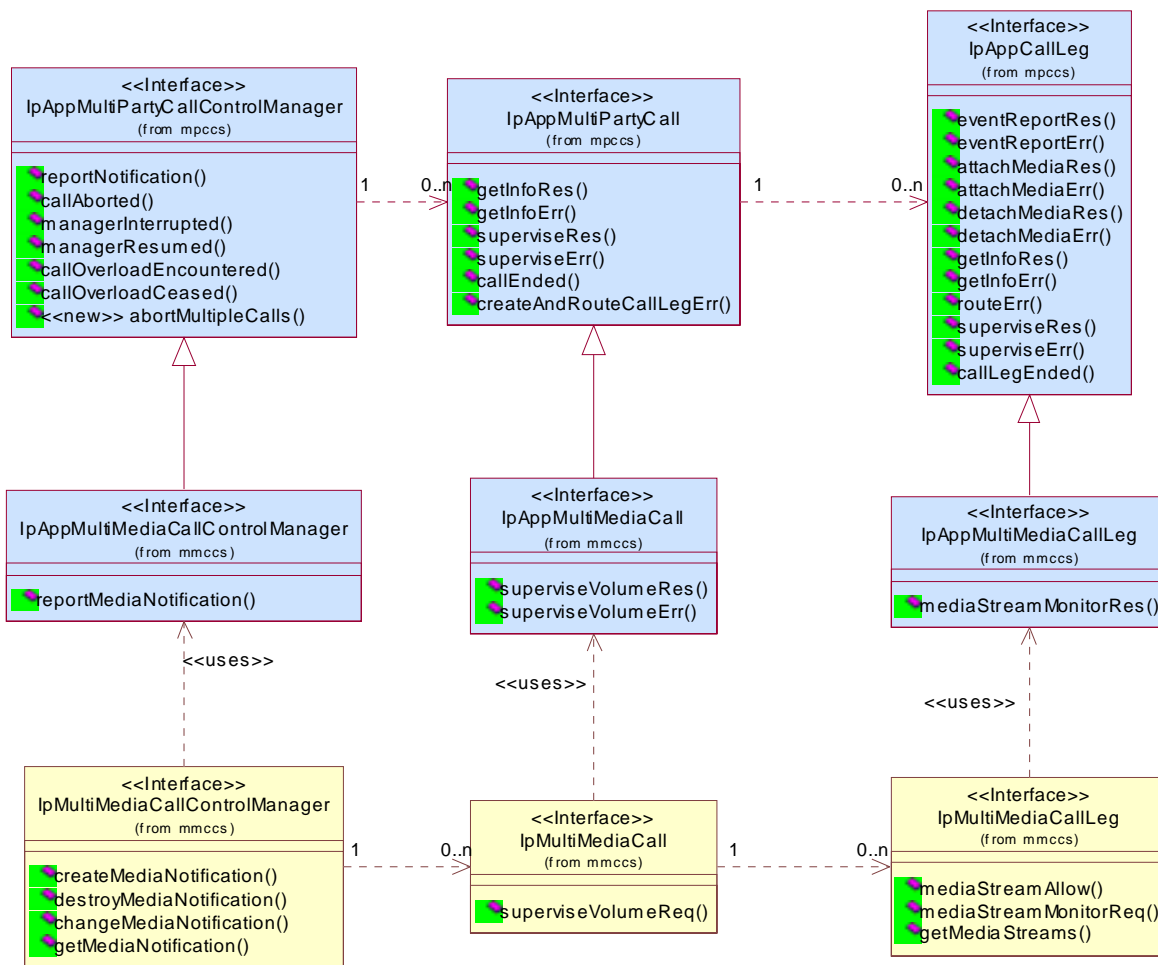 <<Interface>>
IpAppMultiPartyCallControlManager
(from mpccs)
reportNotification()
callAborted()
managerInterrupted()
managerResumed()
callOverloadEncountered()
callOverloadCeased()
<<new>> abortMultipleCalls()
1
0..n
<<Interface>>
IpAppMultiPartyCall
(from mpccs)
getInfoRes()
getInfoErr()
superviseRes()
superviseErr()
callEnded()
createAndRouteCallLegErr()
1
0..n
<<Interface>>
IpAppCallLeg
(from mpccs)
eventReportRes()
eventReportErr()
attachMediaRes()
attachMediaErr()
detachMediaRes()
detachMediaErr()
getInfoRes()
getInfoErr()
routeErr()
superviseRes()
superviseErr()
callLegEnded()
<<Interface>>
IpAppMultiMediaCallControlManager
(from mmccs)
reportMediaNotification()
<<Interface>>
IpAppMultiMediaCall
(from mmccs)
superviseVolumeRes()
superviseVolumeErr()
<<Interface>>
IpAppMultiMediaCallLeg
(from mmccs)
mediaStreamMonitorRes()
<<uses>>
<<uses>>
<<uses>>
<<Interface>>
IpMultiMediaCallControlManager
(from mmccs)
createMediaNotification()
destroyMediaNotification()
changeMediaNotification()
getMediaNotification()
1
0..n
<<Interface>>
IpMultiMediaCall
(from mmccs)
superviseVolumeReq()
1
0..n
<<Interface>>
IpMultiMediaCallLeg
(from mmccs)
mediaStreamAllow()
mediaStreamMonitorReq()
getMediaStreams()